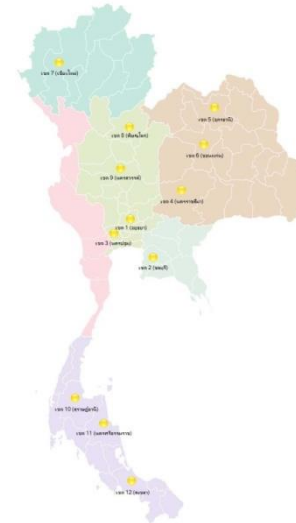 เขต 7 (เชียงใหม่)
เขต 5 (อุดรธานี)
เขต 8 (พิษณุโลก)
เขต 6 (ขอนแก่น)
เขต 9 (นครสวรรค์)
เขต 4 (นครราชสีมา)
เขต 1 (อยุธยา)
เขต 3 (นครปฐม)
เขต 2 (ชลบุรี)
เขต 10 (สุราษฎร์ธานี)
เขต 11 (นครศรีธรรมราช)
เขต 12 (สงขลา)